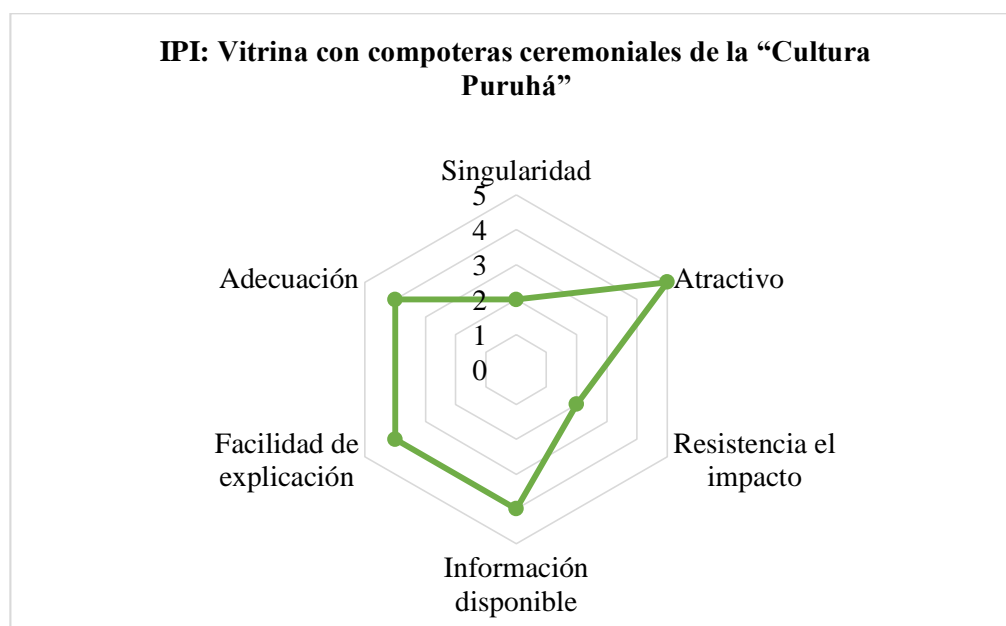 IPI: Vitrina con compoteras ceremoniales de la “Cultura
Puruhá”
Singularidad
5
4
3
2
1
0
Adecuación
Atractivo
Facilidad de
explicación
Resistencia el
impacto
Información
disponible